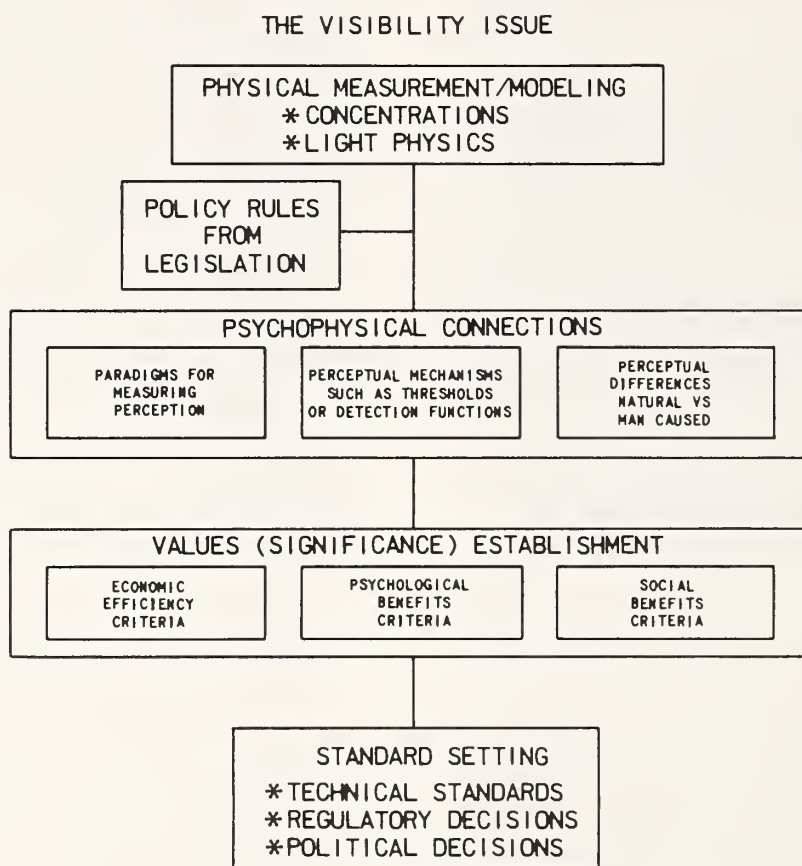 THE VISIBILITY ISSUE
PHYSICAL MEASUREMENT/MODELING
*CONCENTRATIONS
*LIGHT PHYSICS
POLICY RULES
FROM
LEGISLATION
PSYCHOPHYSICAL CONNECTIONS
PARADIGMS FOR
MEASURING
PERCEPTION
PERCEPTUAL MECHANISMS
SUCH AS THRESHOLDS
OR DETECTION FUNCTIONS
PERCEPTUAL
DIFFERENCES
NATURAL VS
MAN CAUSED
VALUES (SIGNIFICANCE) ESTABLISHMENT
ECONOMIC
EFFICIENCY
CRITERIA
PSYCHOLOGICAL
BENEFITS
CRITERIA
SOCIAL
BENEFITS
CRITERIA
STANDARD SETTING
*TECHNICAL STANDARDS
*REGULATORY DECISIONS
*POLITICAL DECISIONS